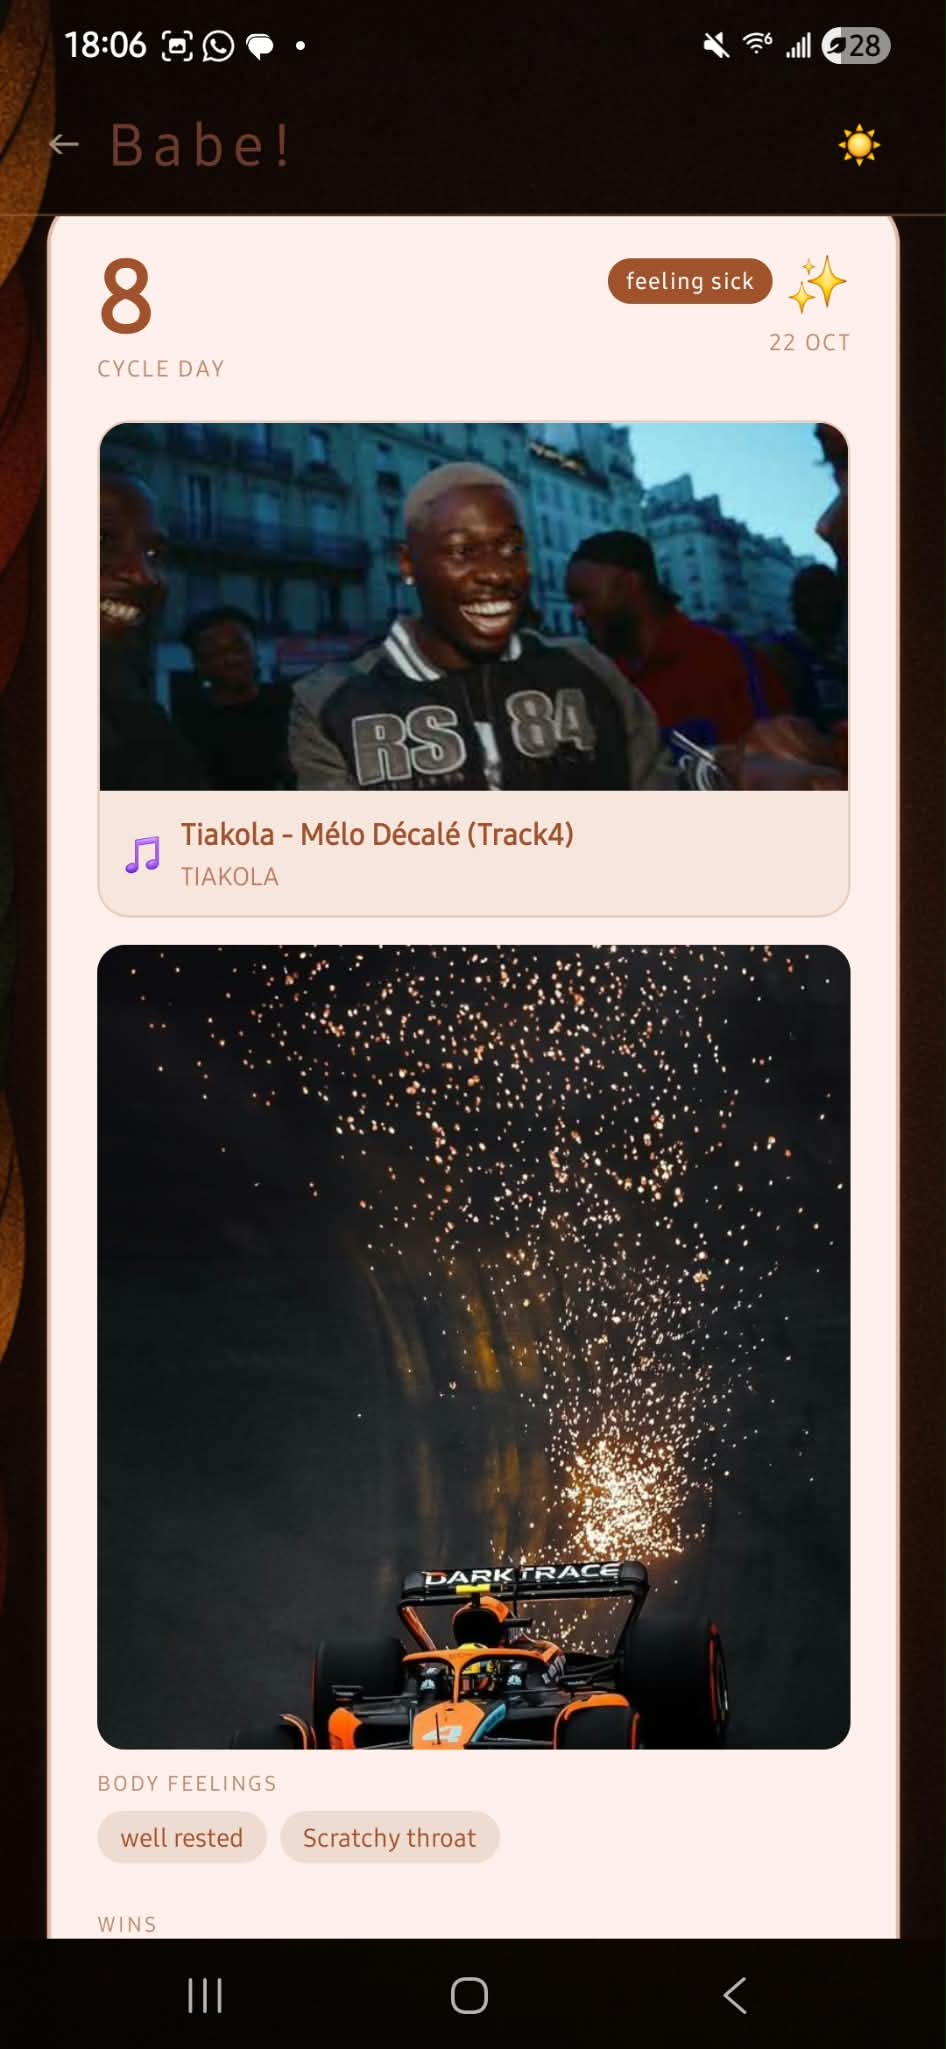 18:06
28
Babe!
8
feeling sick
CYCLE DAY
22 OCT
RS 84
Tiakola - Mélo Décalé (Track4)
TIAKOLA
DARKTRACE
4
BODY FEELINGS
well rested
Scratchy throat
WINS